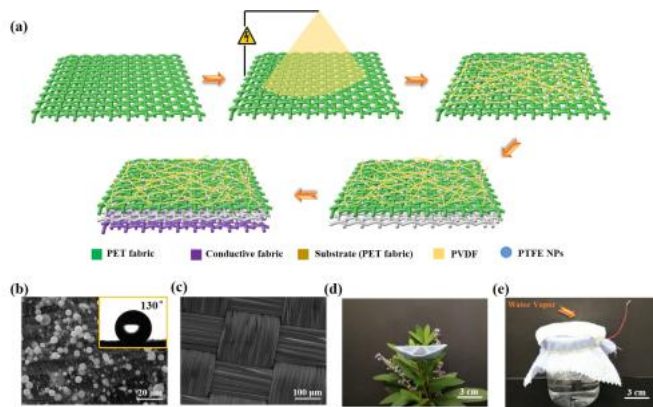 (a)
PET fabric
Conductive fabric
Substrate (PET fabric)
PVDF
PTFE NPs
(b)
130°
20 μm
(c)
100 μm
(d)
3 cm
(e)
Water Vapor
3 cm